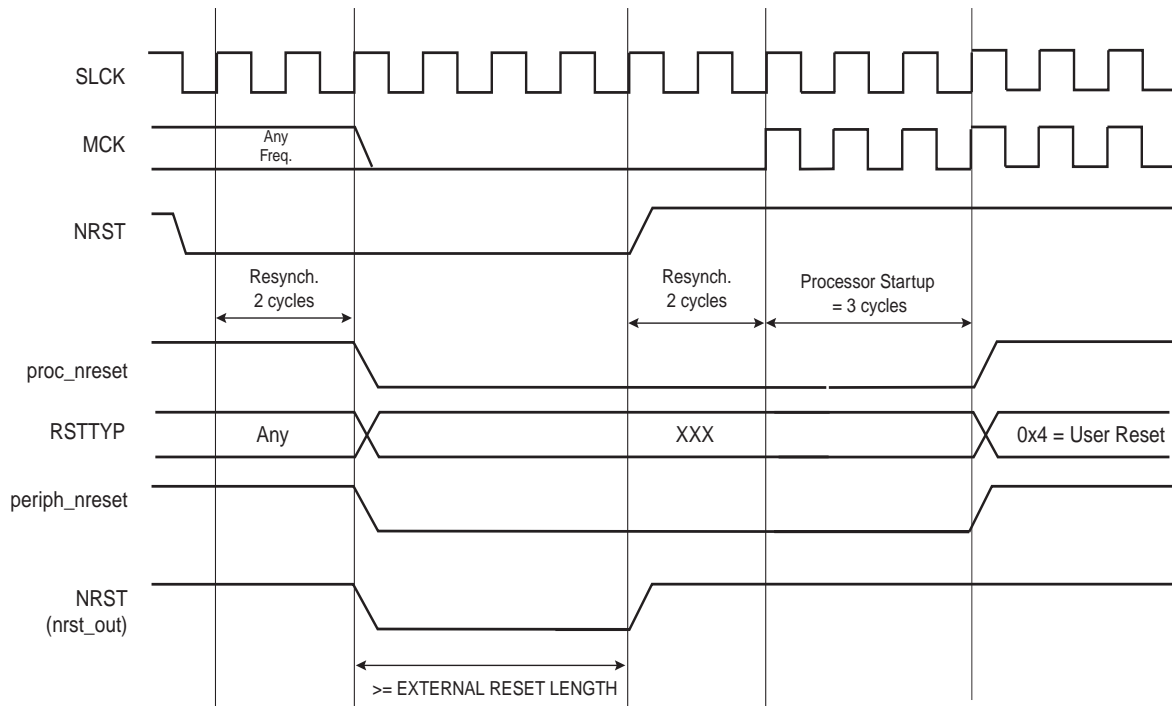 SLCK
MCK
Any
Freq.
NRST
Resynch.
2 cycles
Resynch.
2 cycles
Processor Startup
= 3 cycles
proc_nreset
RSTTYP
Any
XXX
0x4 = User Reset
periph_nreset
NRST
(nrst_out)
>= EXTERNAL RESET LENGTH